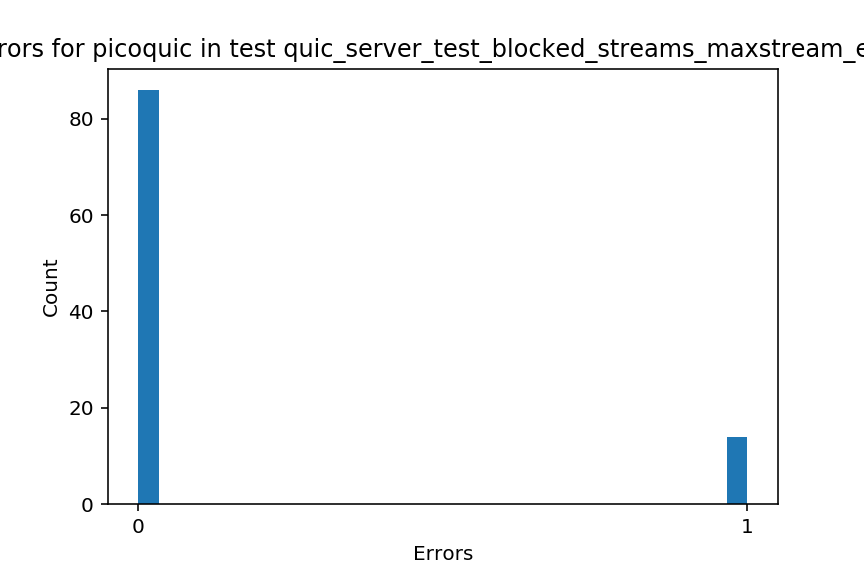 rors for picoquic in test quic_server_test_blocked_streams_maxstream_e
80
60
40
20
0
Count
0 1
Errors